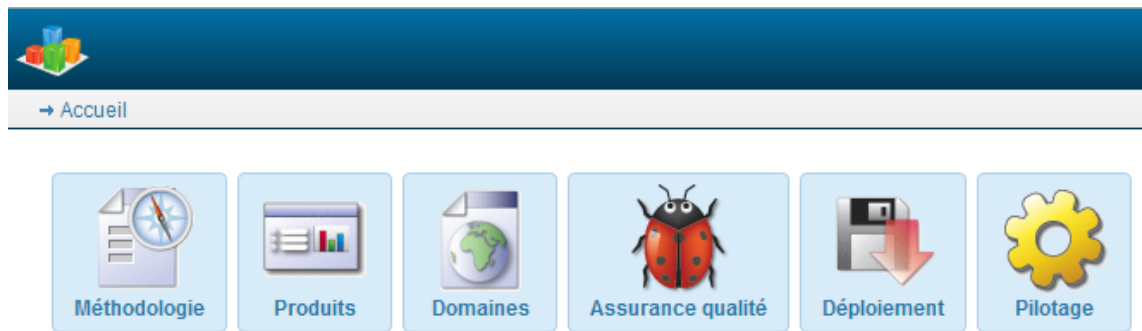 → Accueil
Méthodologie Produits Domaines Assurance qualité Déploiement Pilotage